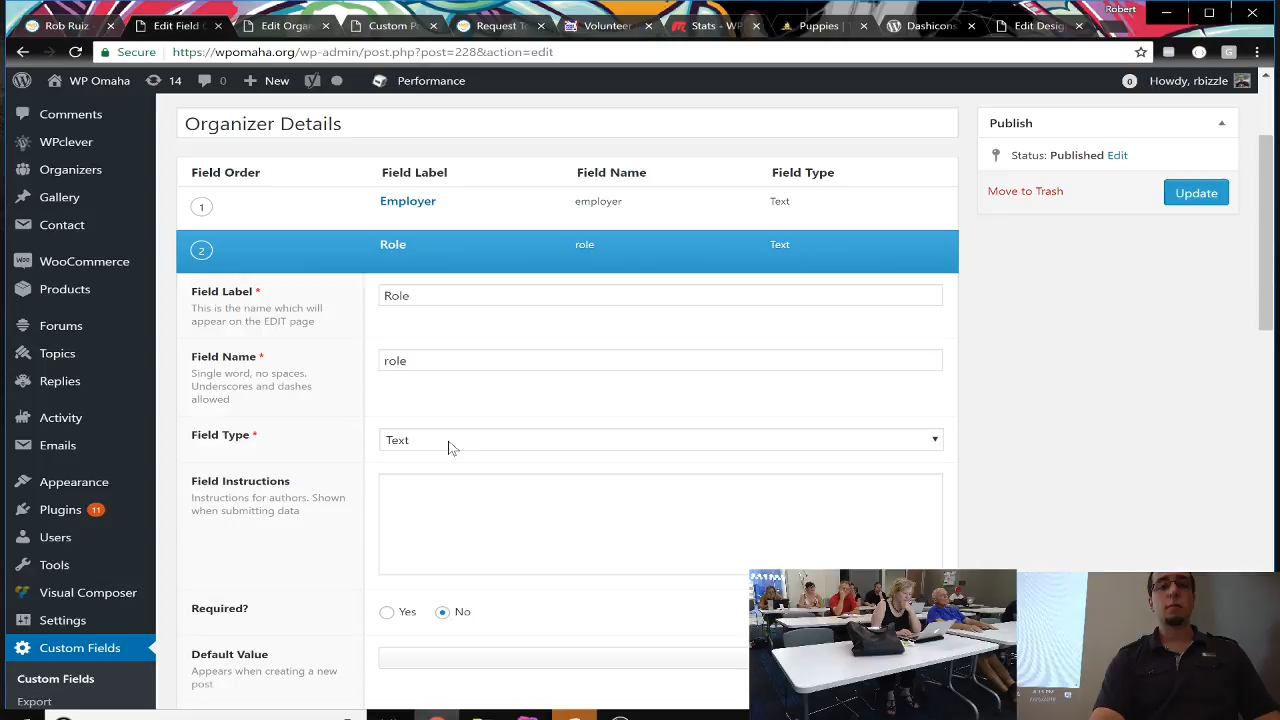 Robert
Rob Ruiz
Edit Field
Edit Organ
Custom P
Request To
Volunteer
Stats - WP
Puppies |
Dashicons
Edit Desig
Secure
https://wpomaha.org/wp-admin/post.php?post=228&action=edit
WP Omaha
14
0
New
Performance
0
Howdy, rbizzle
Comments
WPclever
Organizers
Gallery
Contact
WooCommerce
Products
Forums
Topics
Replies
Activity
Emails
Appearance
Plugins 11
Users
Tools
Visual Composer
Settings
Custom Fields
Custom Fields
Export
Organizer Details
Field Order Field Label Field Name Field Type
1 Employer employer Text
2 Role role Text
Field Label *
This is the name which will
appear on the EDIT page
Role
Field Name *
Single word, no spaces.
Underscores and dashes
allowed
role
Field Type *
Text
Field Instructions
Instructions for authors. Shown
when submitting data
Required?
Yes No
Default Value
Appears when creating a new
post
Publish
Status: Published Edit
Move to Trash
Update